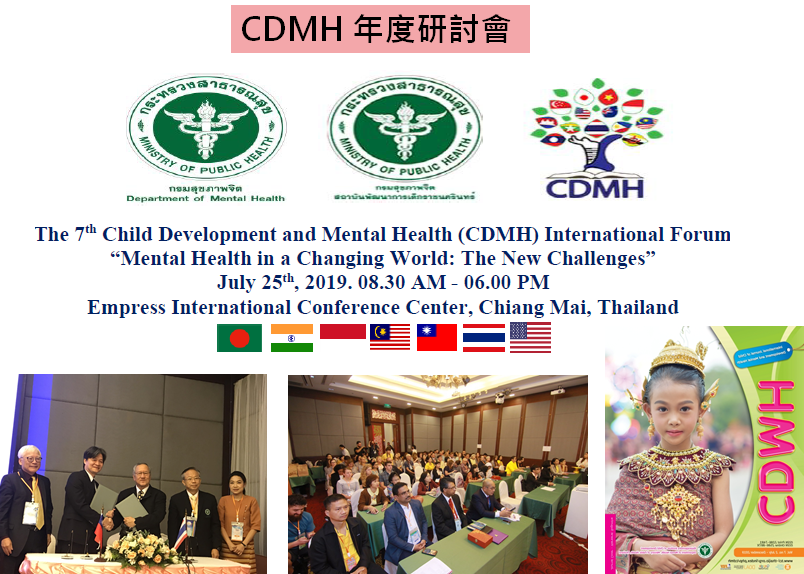 CDMH 年度研討會
กระทรวงสาธารณสุข
MINISTRY OF PUBLIC HEALTH
กรมสุขภาพจิต
Department of Mental Health
กระทรวงสาธารณสุข
MINISTRY OF PUBLIC HEALTH
กรมสุขภาพจิต
สถาบันพัฒนาการเด็กราชนครินทร์
CDMH
The 7th Child Development and Mental Health (CDMH) International Forum
“Mental Health in a Changing World: The New Challenges”
July 25th, 2019. 08.30 AM - 06.00 PM
Empress International Conference Center, Chiang Mai, Thailand